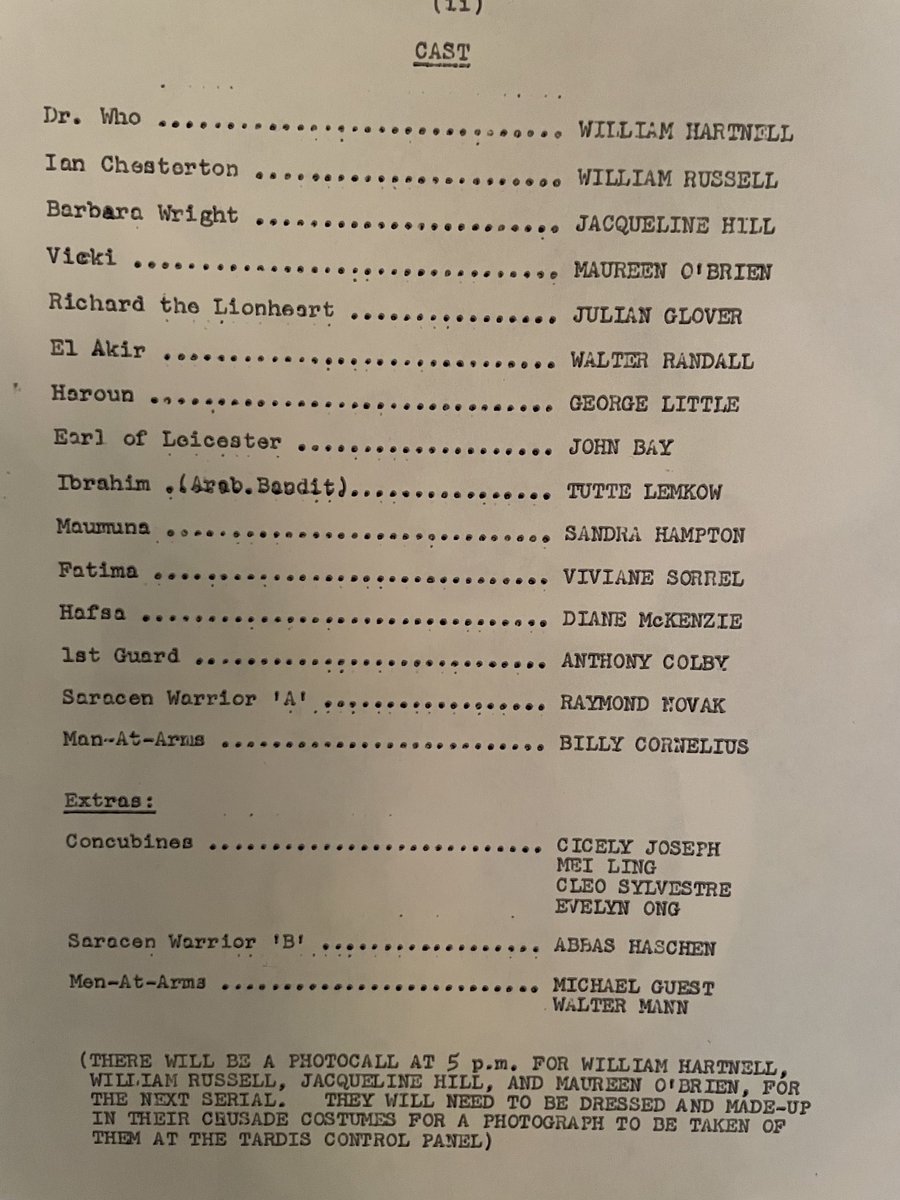 (ii)
CAST
Dr. Who .............................. WILLIAM HARTNELL
Ian Chesterton ....................... WILLIAM RUSSELL
Barbara Wright ....................... JACQUELINE HILL
Vicki ................................ MAUREEN O'BRIEN
Richard the Lionheart ................ JULIAN GLOVER
El Akir .............................. WALTER RANDALL
Haroun ............................... GEORGE LITTLE
Earl of Leicester .................... JOHN BAY
Ibrahim .(Arab.Bandit)................ TUTTE LEMKOW
Maumuna .............................. SANDRA HAMPTON
Fatima ............................... VIVIANE SORREL
Hafsa ................................ DIANE McKENZIE
1st Guard ............................ ANTHONY COLBY
Saracen Warrior 'A' .................. RAYMOND NOVAK
Man-At-Arms .......................... BILLY CORNELIUS
Extras:
Concubines ........................... CICELY JOSEPH
MEI LING
CLEO SYLVESTRE
EVELYN ONG
Saracen Warrior 'B' .................. ABBAS HASCHEN
Men-At-Arms .......................... MICHAEL GUEST
WALTER MANN
(THERE WILL BE A PHOTOCALL AT 5 p.m. FOR WILLIAM HARTNELL,
WILLIAM RUSSELL, JACQUELINE HILL, AND MAUREEN O'BRIEN, FOR
THE NEXT SERIAL. THEY WILL NEED TO BE DRESSED AND MADE-UP
IN THEIR CRUSADE COSTUMES FOR A PHOTOGRAPH TO BE TAKEN OF
THEM AT THE TARDIS CONTROL PANEL)